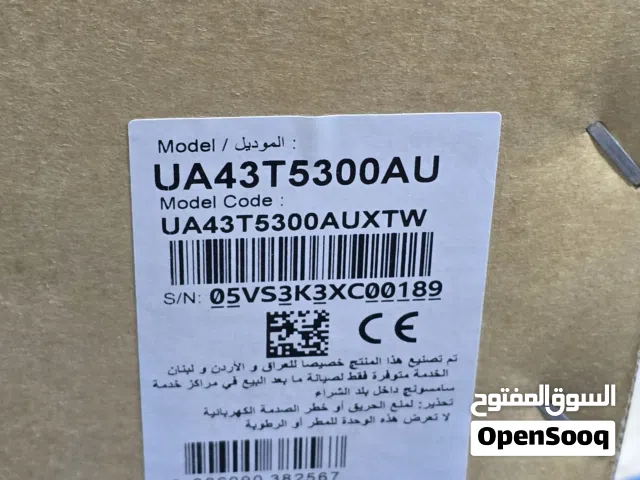 Model / الموديل :
UA43T5300AU
Model Code :
UA43T5300AUXTW
S/N: 05VS3K3XC00189
CE
تم تصنيع هذا المنتج خصيصا للعراق و الأردن و لبنان
الخدمة متوفرة فقط لصيانة ما بعد البيع في مراكز خدمة
سامسونج داخل بلد الشراء
تحذير: لمنع الحريق أو خطر الصدمة الكهربائية
لا تعرض هذه الوحدة للمطر أو الرطوبة
382567
السوق المفتوح
OpenSooq